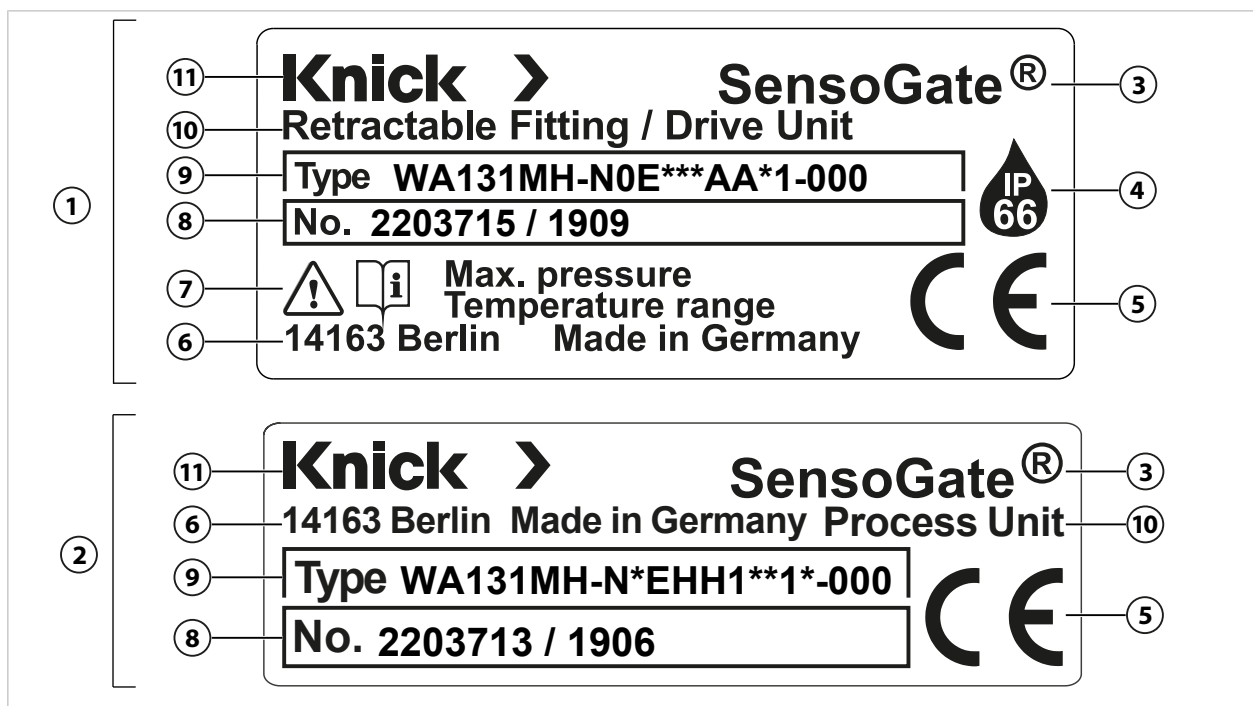 11 Knick > SensoGate® 3
10 Retractable Fitting / Drive Unit
9 Type WA131MH-N0E***AA*1-000 IP 66 4
1
8 No. 2203715 / 1909
7 ! i Max. pressure
Temperature range CE 5
6 14163 Berlin Made in Germany
11 Knick > SensoGate® 3
6 14163 Berlin Made in Germany Process Unit 10
2
9 Type WA131MH-N*EHH1**1*-000
CE 5
8 No. 2203713 / 1906